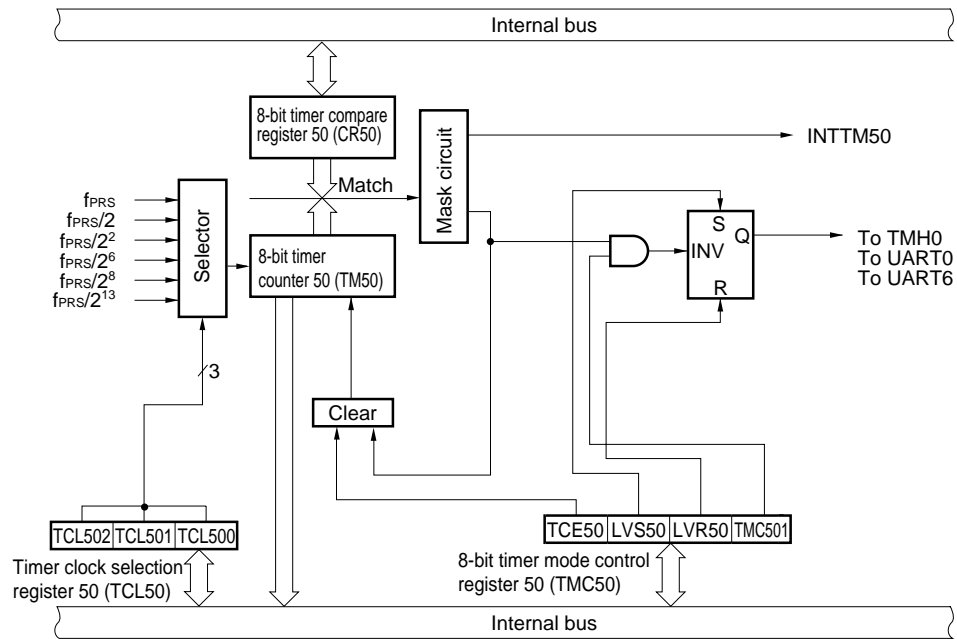 Internal bus
8-bit timer compare
register 50 (CR50)
Match
Mask circuit
INTTM50
fPRS
fPRS/2
fPRS/2²
fPRS/2⁶
fPRS/2⁸
fPRS/2¹³
Selector
8-bit timer
counter 50 (TM50)
S
Q
INV
R
To TMH0
To UART0
To UART6
3
Clear
TCL502 TCL501 TCL500
Timer clock selection
register 50 (TCL50)
TCE50 LVS50 LVR50 TMC501
8-bit timer mode control
register 50 (TMC50)
Internal bus